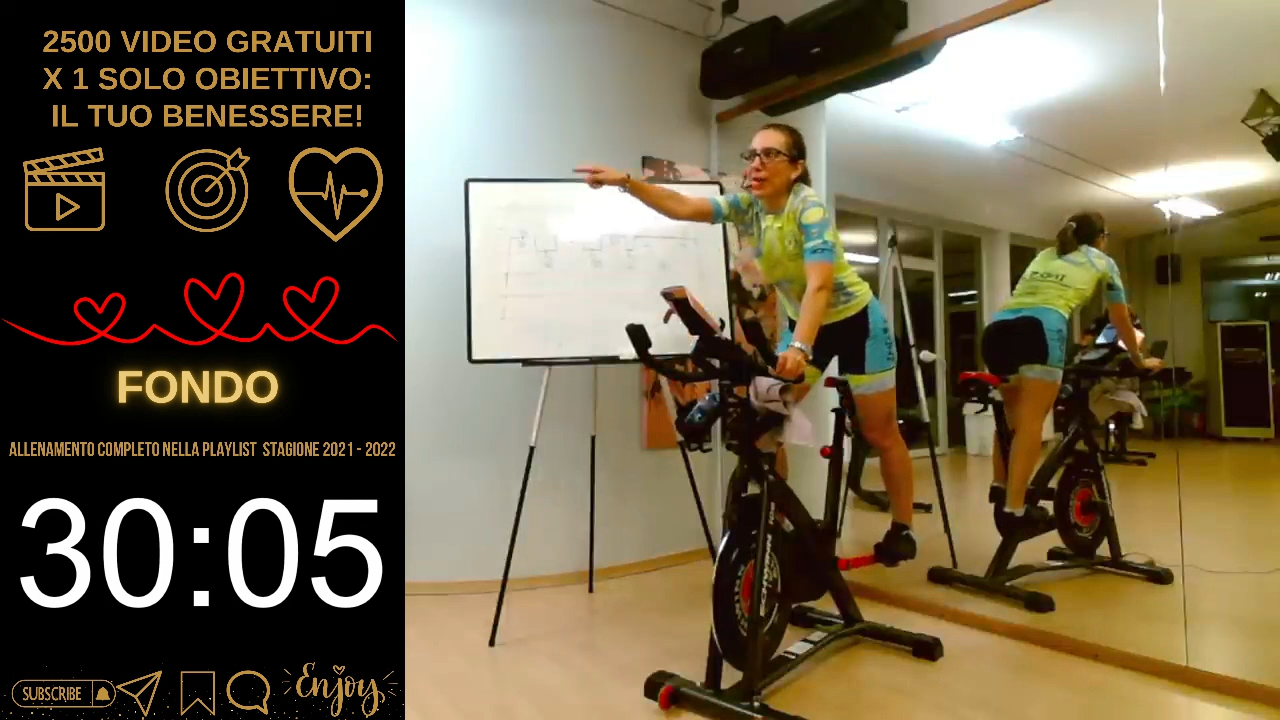 2500 VIDEO GRATUITI
X 1 SOLO OBIETTIVO:
IL TUO BENESSERE!
FONDO
ALLENAMENTO COMPLETO NELLA PLAYLIST STAGIONE 2021 - 2022
30:05
SUBSCRIBE
Enjoy